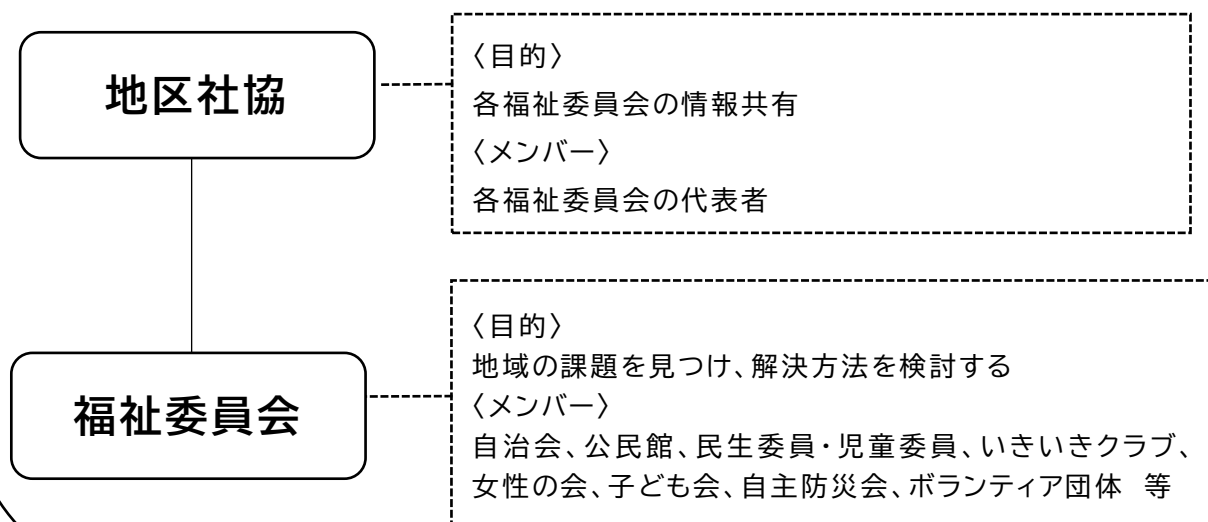 地区社協
〈目的〉
各福祉委員会の情報共有
〈メンバー〉
各福祉委員会の代表者
福祉委員会
〈目的〉
地域の課題を見つけ、解決方法を検討する
〈メンバー〉
自治会、公民館、民生委員・児童委員、いきいきクラブ、
女性の会、子ども会、自主防災会、ボランティア団体　等